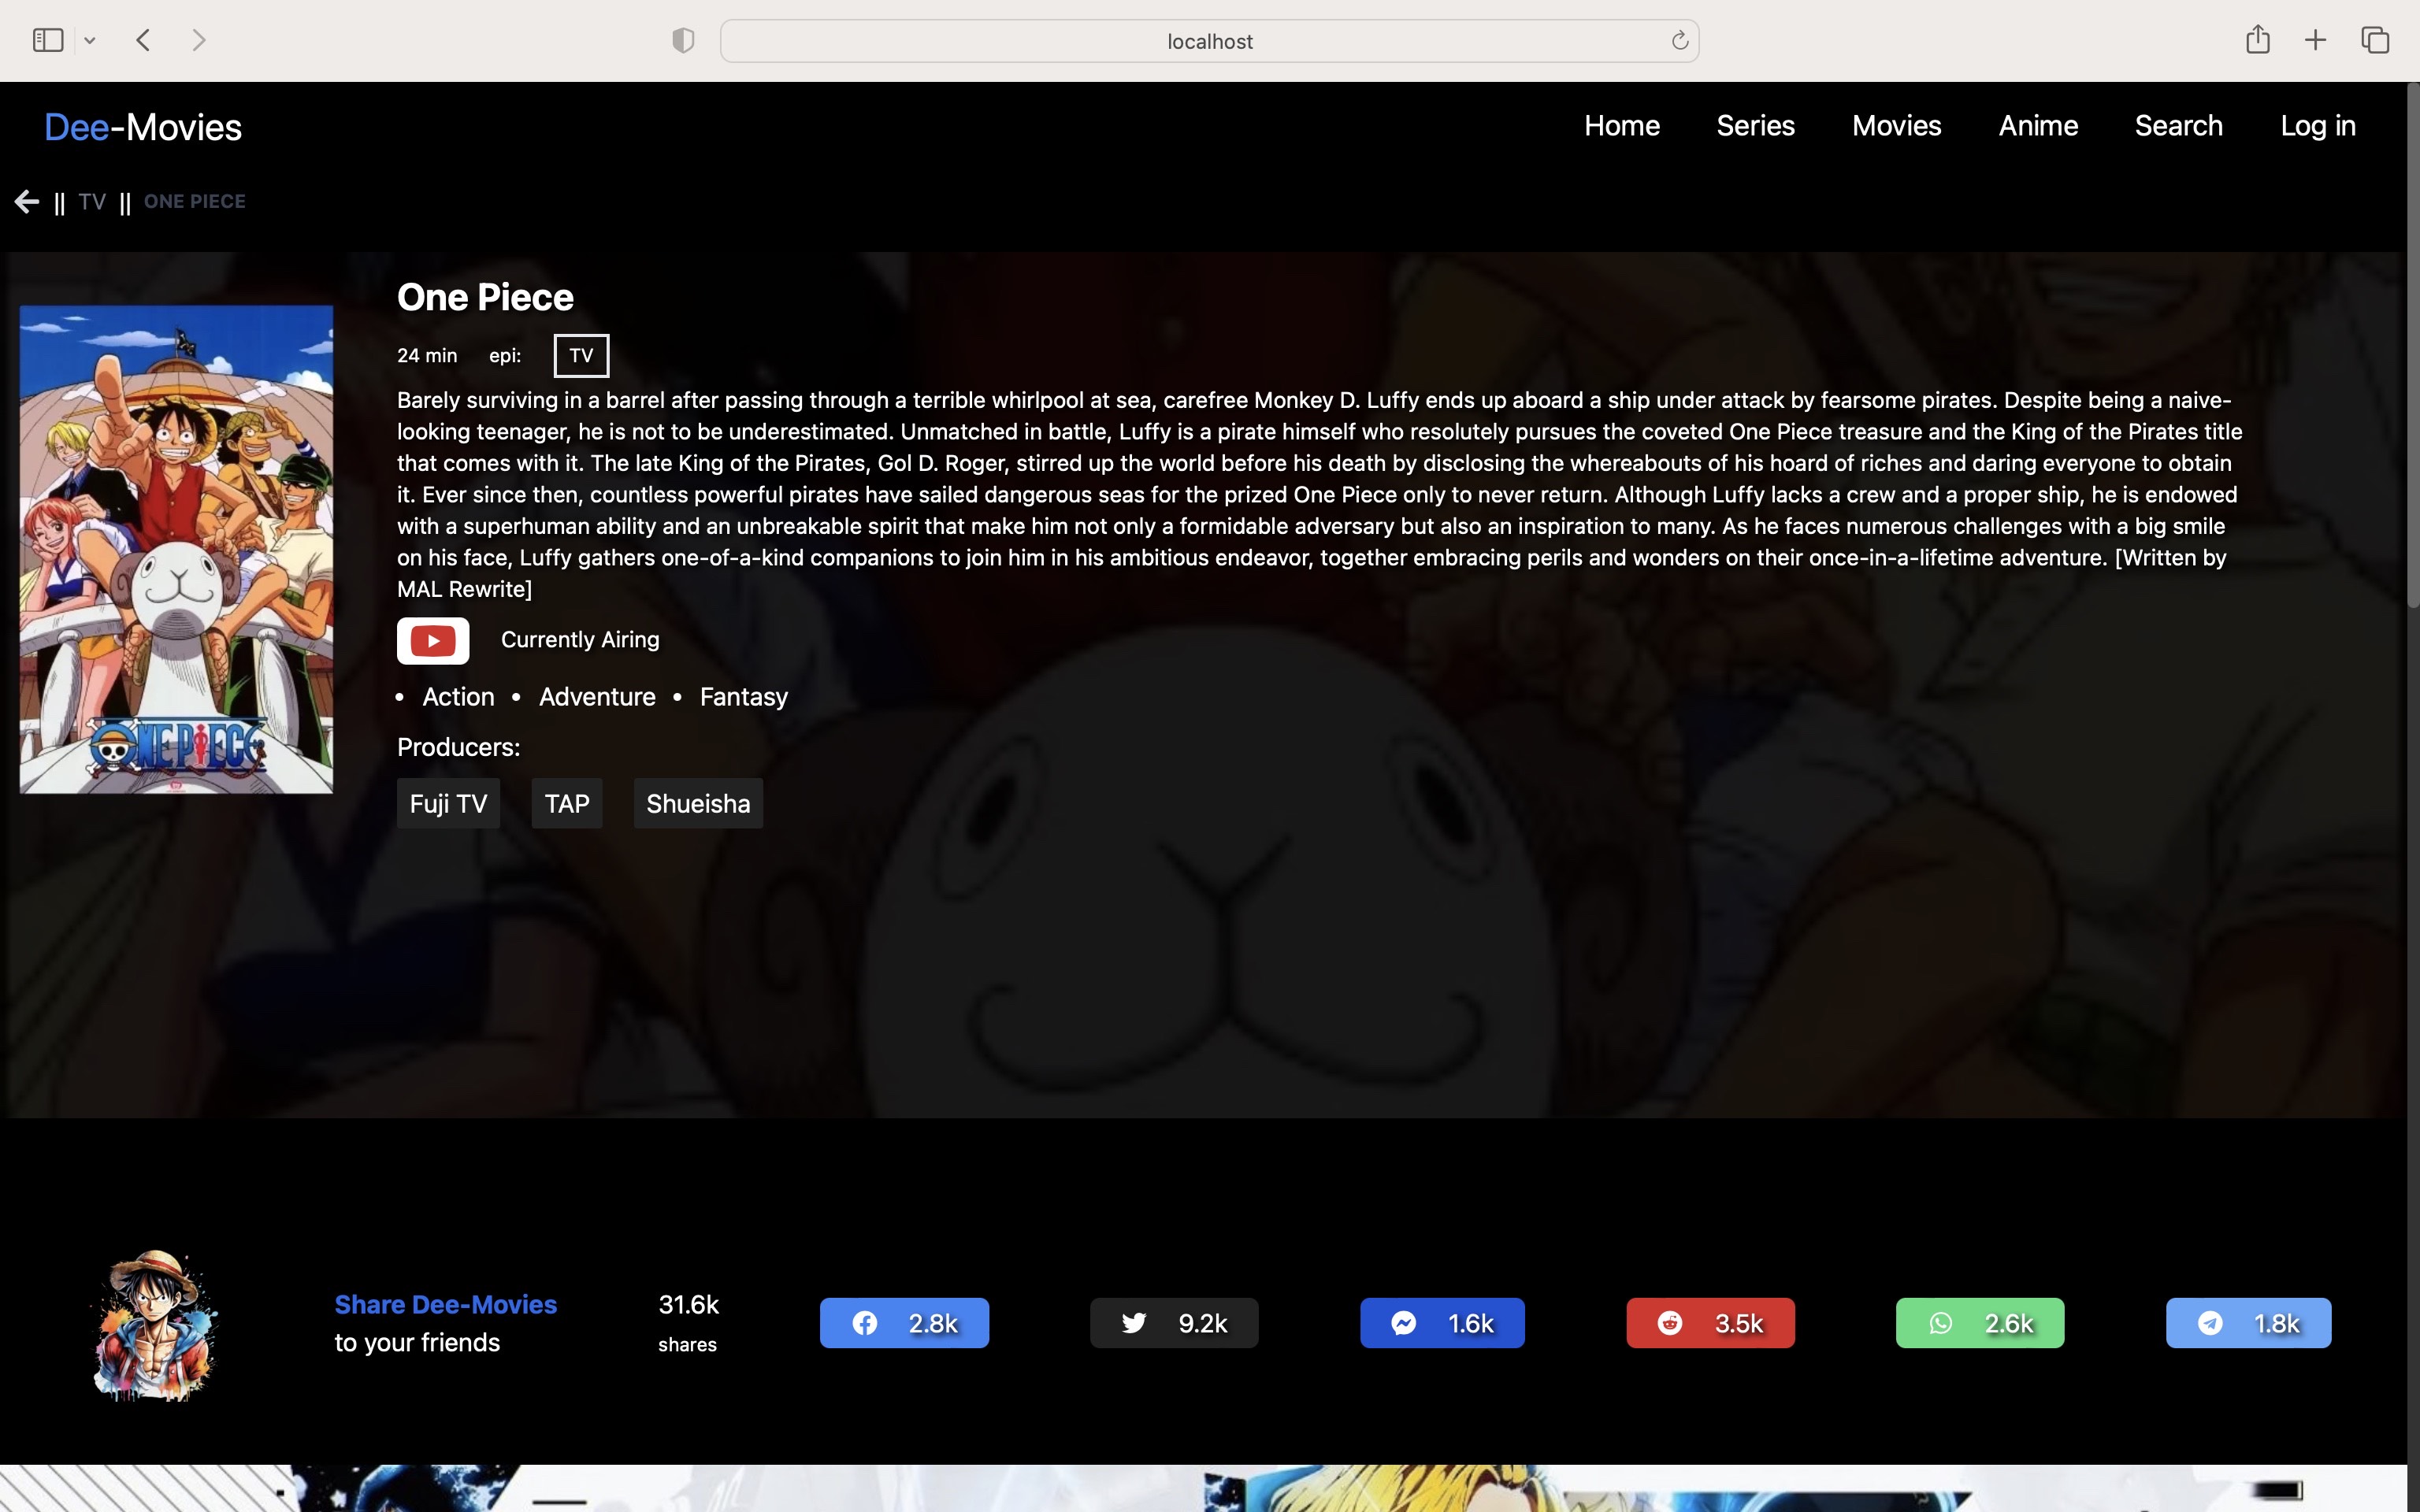 localhost
Dee-Movies
Home Series Movies Anime Search Log in
|| TV || ONE PIECE
One Piece
24 min epi: TV
Barely surviving in a barrel after passing through a terrible whirlpool at sea, carefree Monkey D. Luffy ends up aboard a ship under attack by fearsome pirates. Despite being a naive-
looking teenager, he is not to be underestimated. Unmatched in battle, Luffy is a pirate himself who resolutely pursues the coveted One Piece treasure and the King of the Pirates title
that comes with it. The late King of the Pirates, Gol D. Roger, stirred up the world before his death by disclosing the whereabouts of his hoard of riches and daring everyone to obtain
it. Ever since then, countless powerful pirates have sailed dangerous seas for the prized One Piece only to never return. Although Luffy lacks a crew and a proper ship, he is endowed
with a superhuman ability and an unbreakable spirit that make him not only a formidable adversary but also an inspiration to many. As he faces numerous challenges with a big smile
on his face, Luffy gathers one-of-a-kind companions to join him in his ambitious endeavor, together embracing perils and wonders on their once-in-a-lifetime adventure. [Written by
MAL Rewrite]
Currently Airing
• Action • Adventure • Fantasy
ONE PIECE
Producers:
Fuji TV TAP Shueisha
Share Dee-Movies
to your friends
31.6k
shares
2.8k 9.2k 1.6k 3.5k 2.6k 1.8k